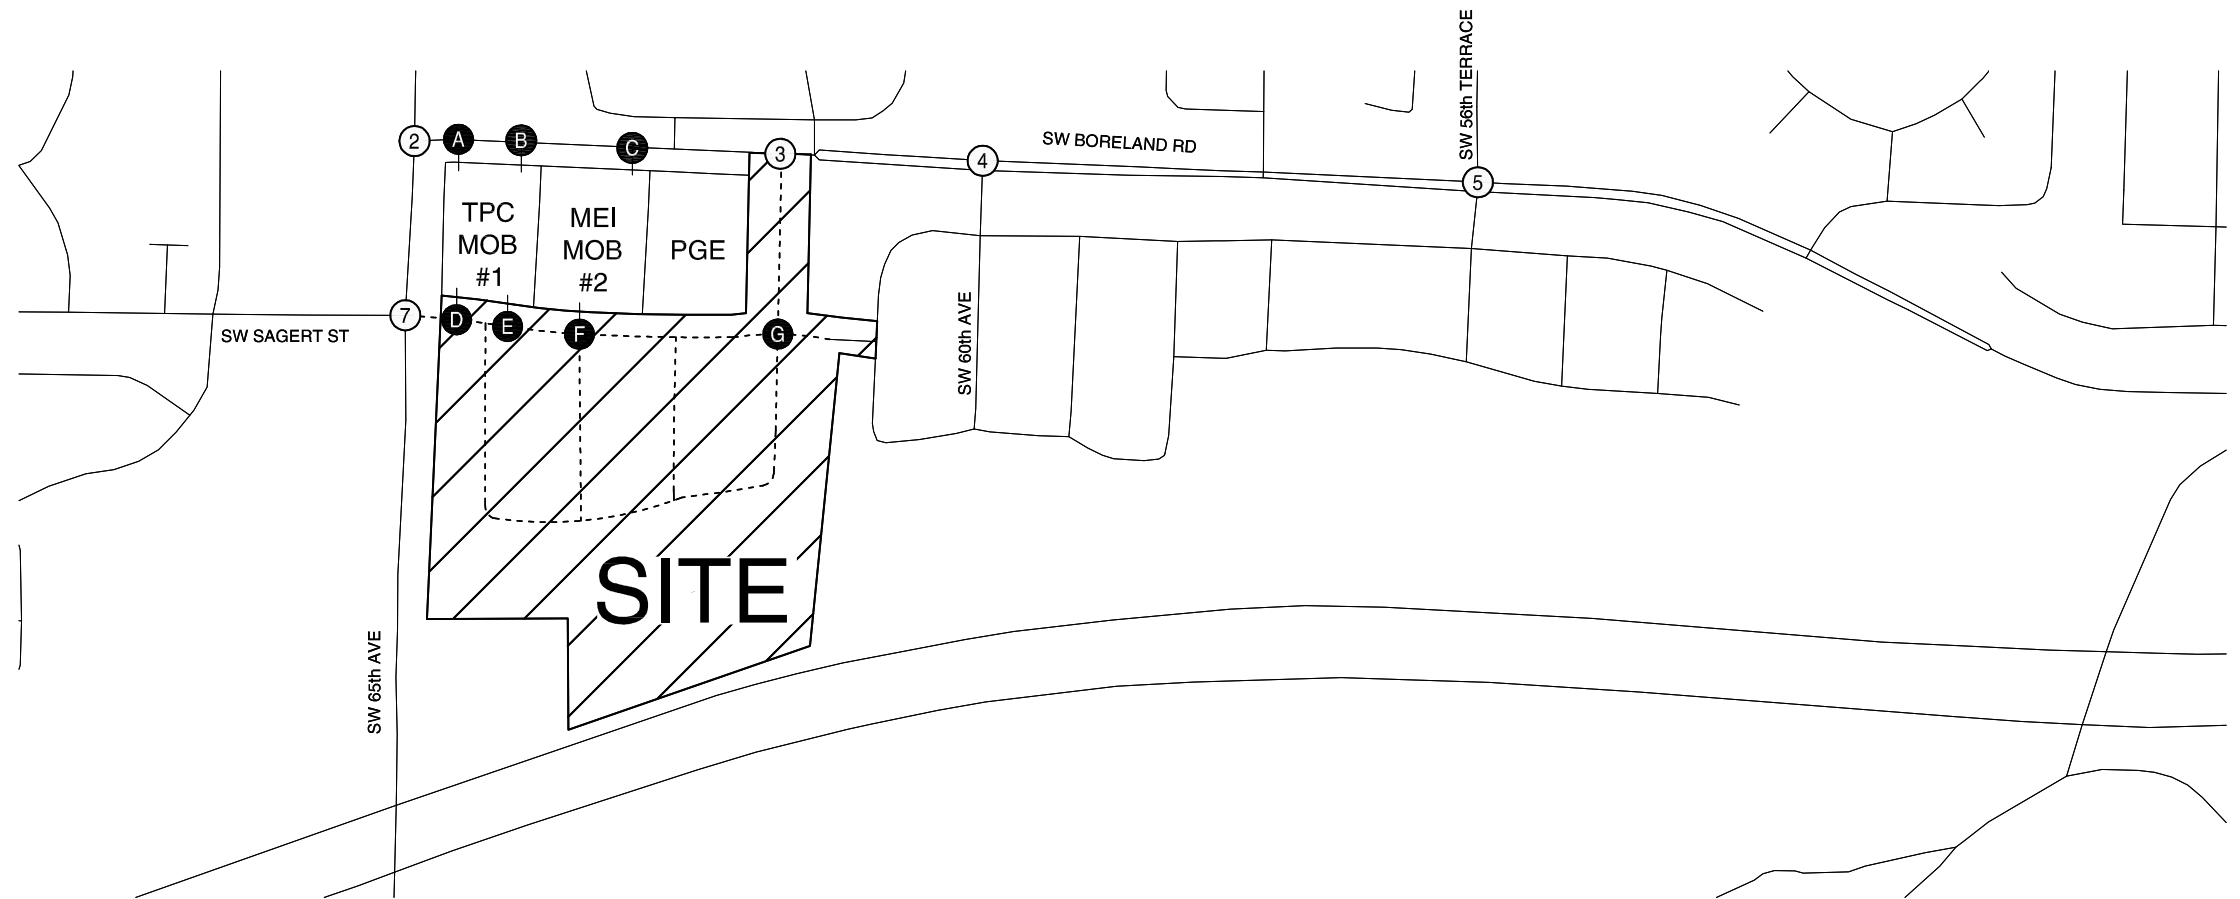 SW 56th TERRACE
2
A
B
C
3
4
SW BORELAND RD
5
TPC
MOB
#1
MEI
MOB
#2
PGE
7
D
E
F
G
SW SAGERT ST
SW 60th AVE
SITE
SW 65th AVE